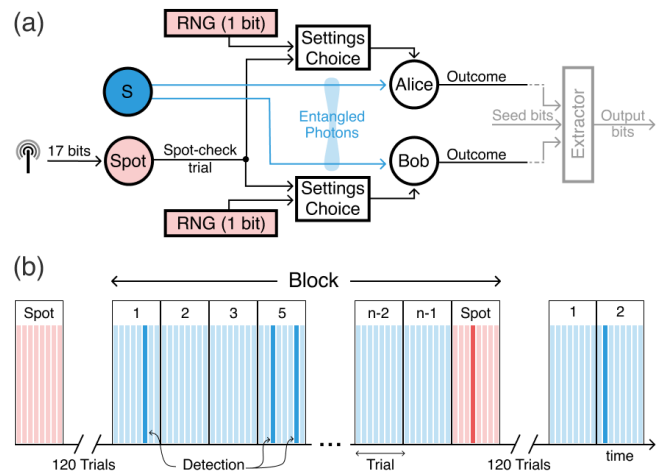 (a)
RNG (1 bit)
Settings
Choice
S
Alice
Outcome
Entangled
Photons
Seed bits
Extractor
Output
bits
17 bits
Spot
Spot-check
trial
Bob
Outcome
Settings
Choice
RNG (1 bit)
(b)
Block
Spot
1
2
3
5
n-2
n-1
Spot
1
2
120 Trials
Detection
...
Trial
120 Trials
time